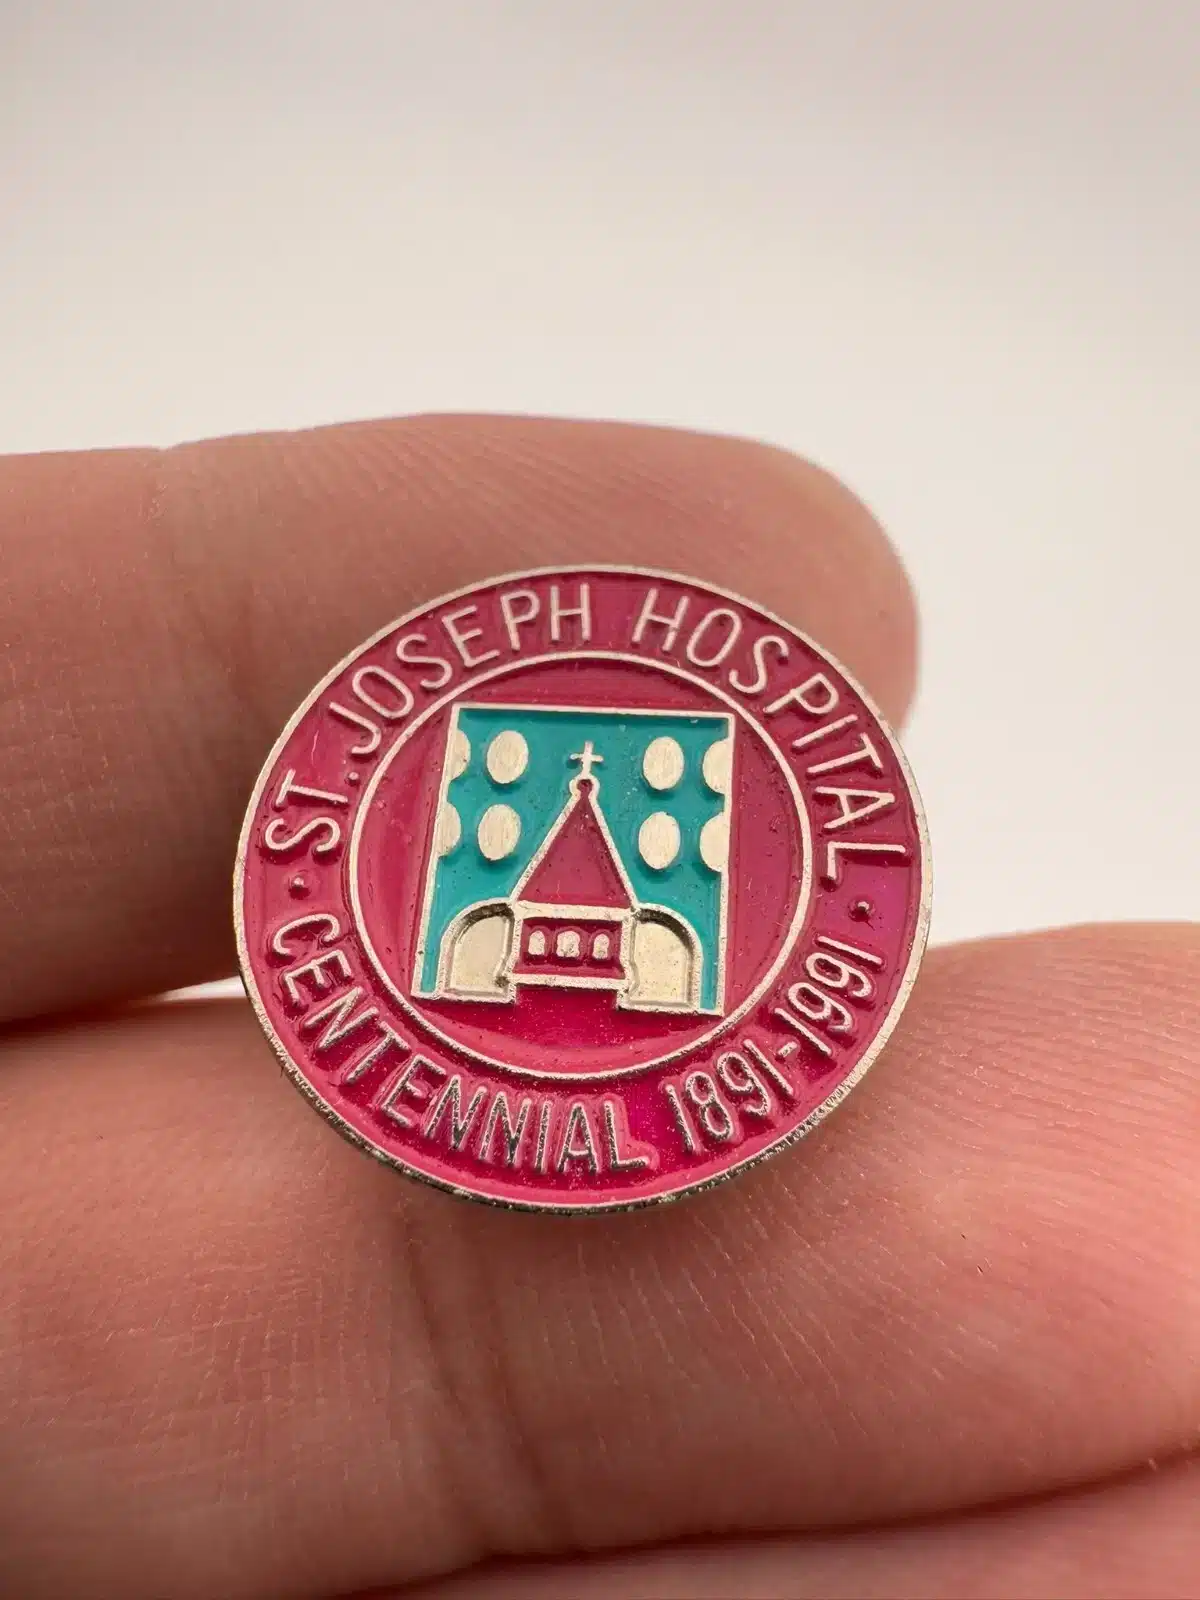 ST. JOSEPH HOSPITAL
CENTENNIAL 1891-1991